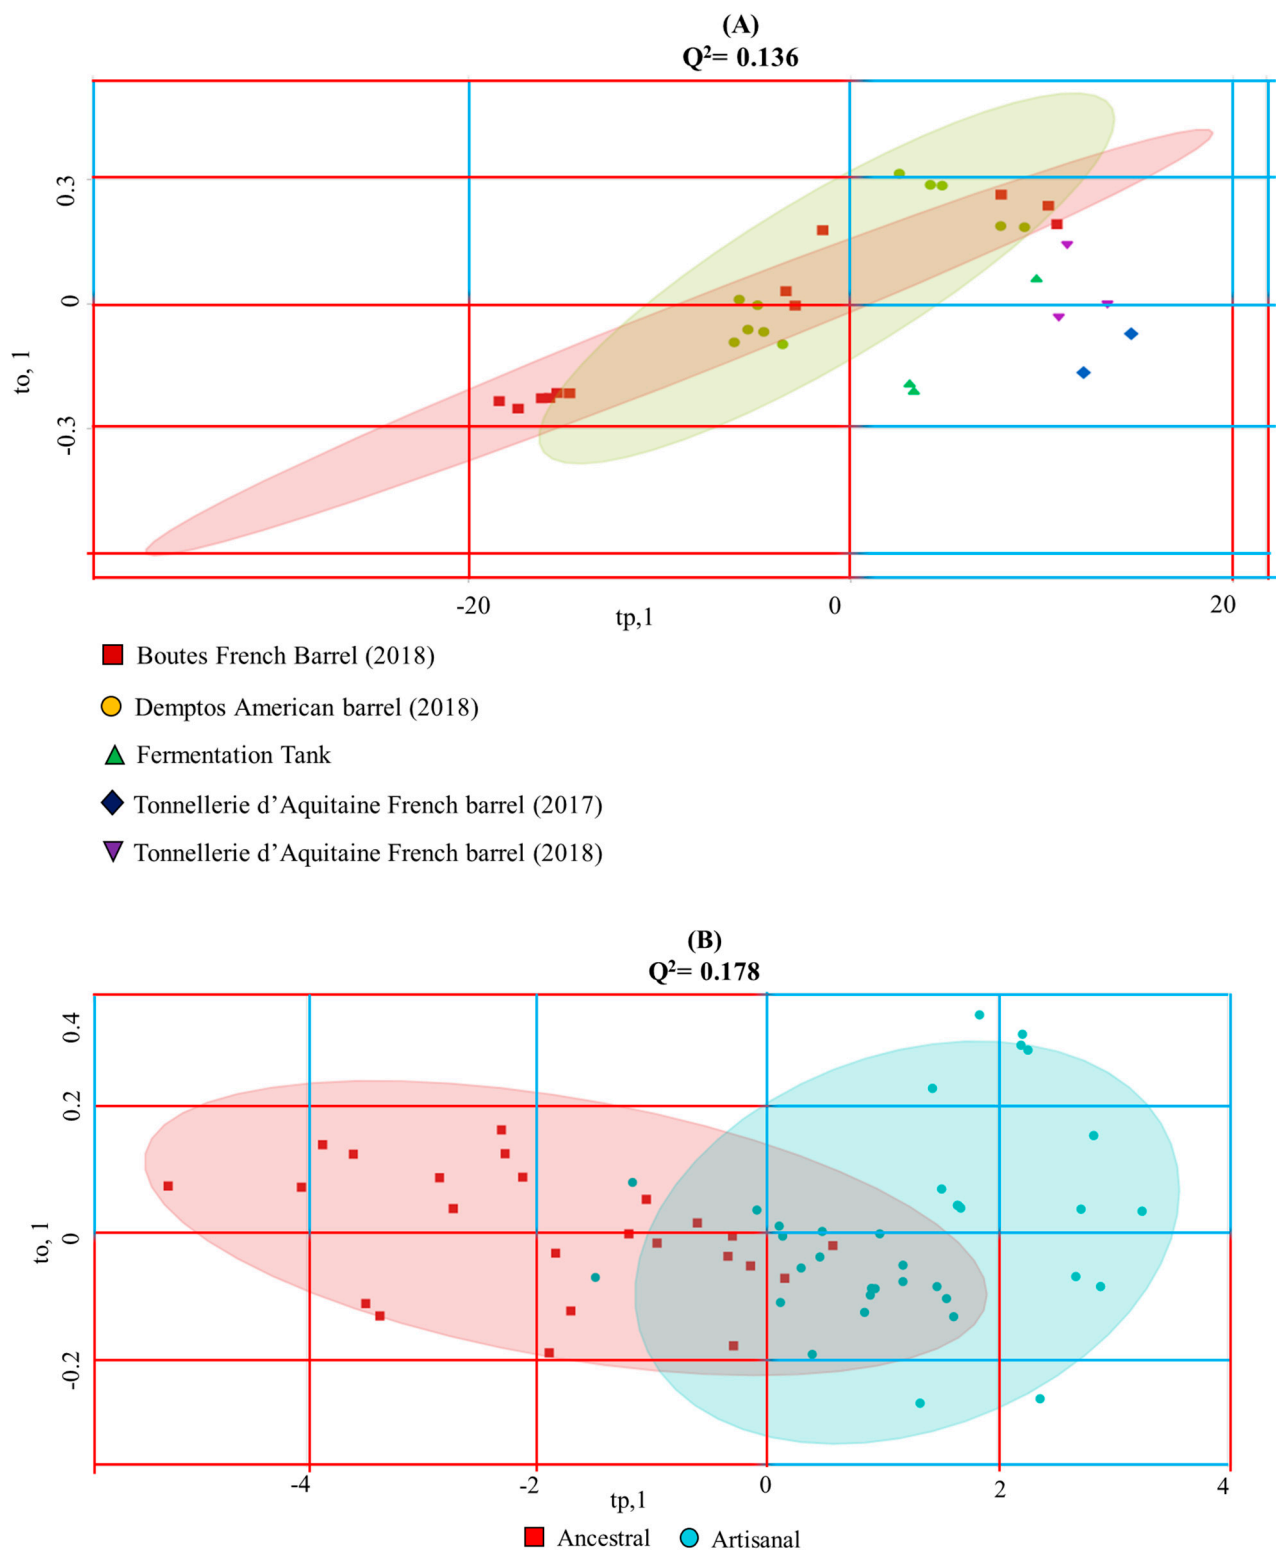 (A)
Q²= 0.136
0.3
0
-0.3
to, 1
-20
0
20
tp,1
Boutes French Barrel (2018)
Demptos American barrel (2018)
Fermentation Tank
Tonnellerie d’Aquitaine French barrel (2017)
Tonnellerie d’Aquitaine French barrel (2018)
(B)
Q²= 0.178
0.4
0.2
0
-0.2
to, 1
-4
-2
0
2
4
tp,1
Ancestral
Artisanal